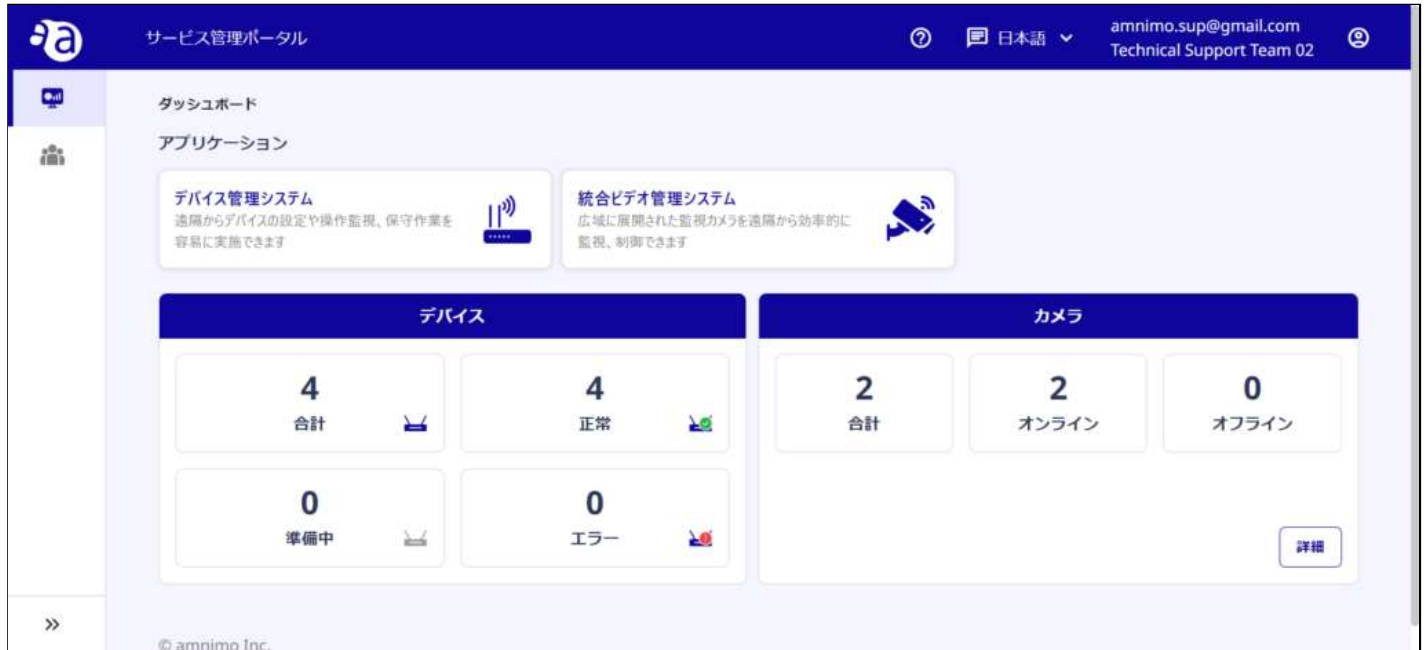 サービス管理ポータル
日本語
amnimo.sup@gmail.com
Technical Support Team 02
ダッシュボード
アプリケーション
デバイス管理システム
遠隔からデバイスの設定や操作監視、保守作業を
容易に実施できます
統合ビデオ管理システム
広域に展開された監視カメラを遠隔から効率的に
監視、制御できます
デバイス
4
合計
4
正常
0
準備中
0
エラー
カメラ
2
合計
2
オンライン
0
オフライン
詳細
© amnimo Inc.